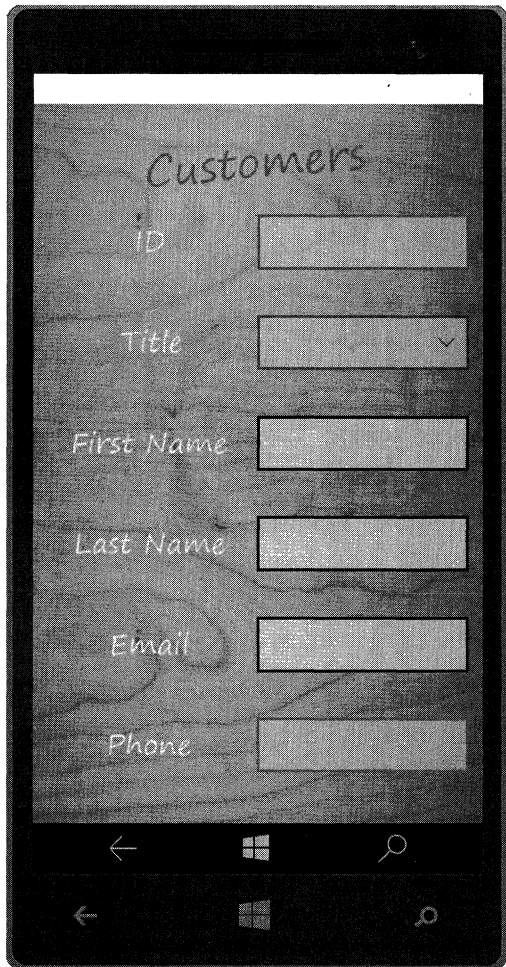 Customers
ID
Title
First Name
Last Name
Email
Phone